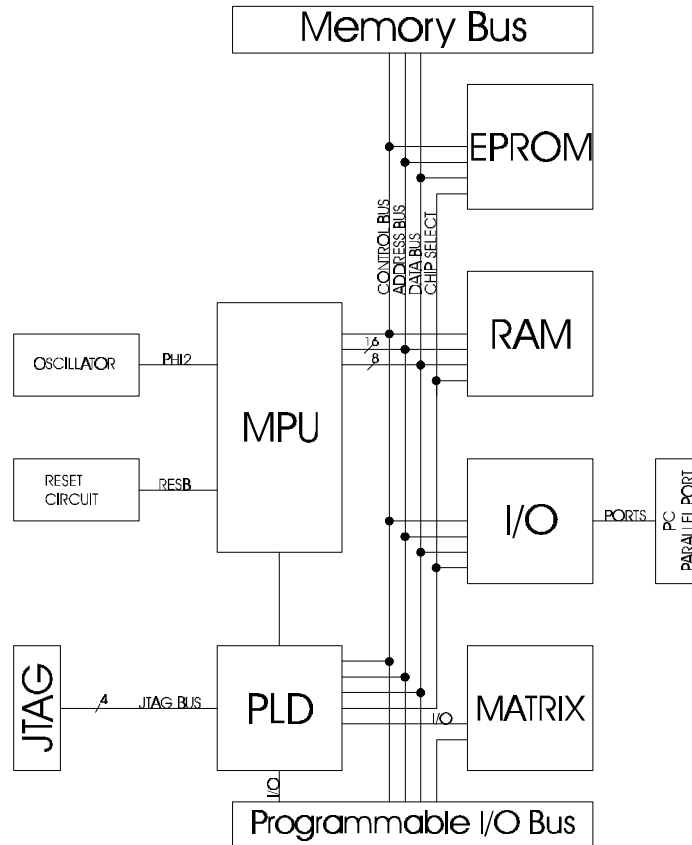 Memory Bus
EPROM
CONTROL BUS
ADDRESS BUS
DATA BUS
CHIP SELECT
RAM
16
8
OSCILLATOR
PHI2
MPU
RESET
CIRCUIT
RESB
I/O
PORTS
PC
PARALLEL PORT
JTAG
4
JTAG BUS
PLD
I/O
MATRIX
I/O
Programmable I/O Bus